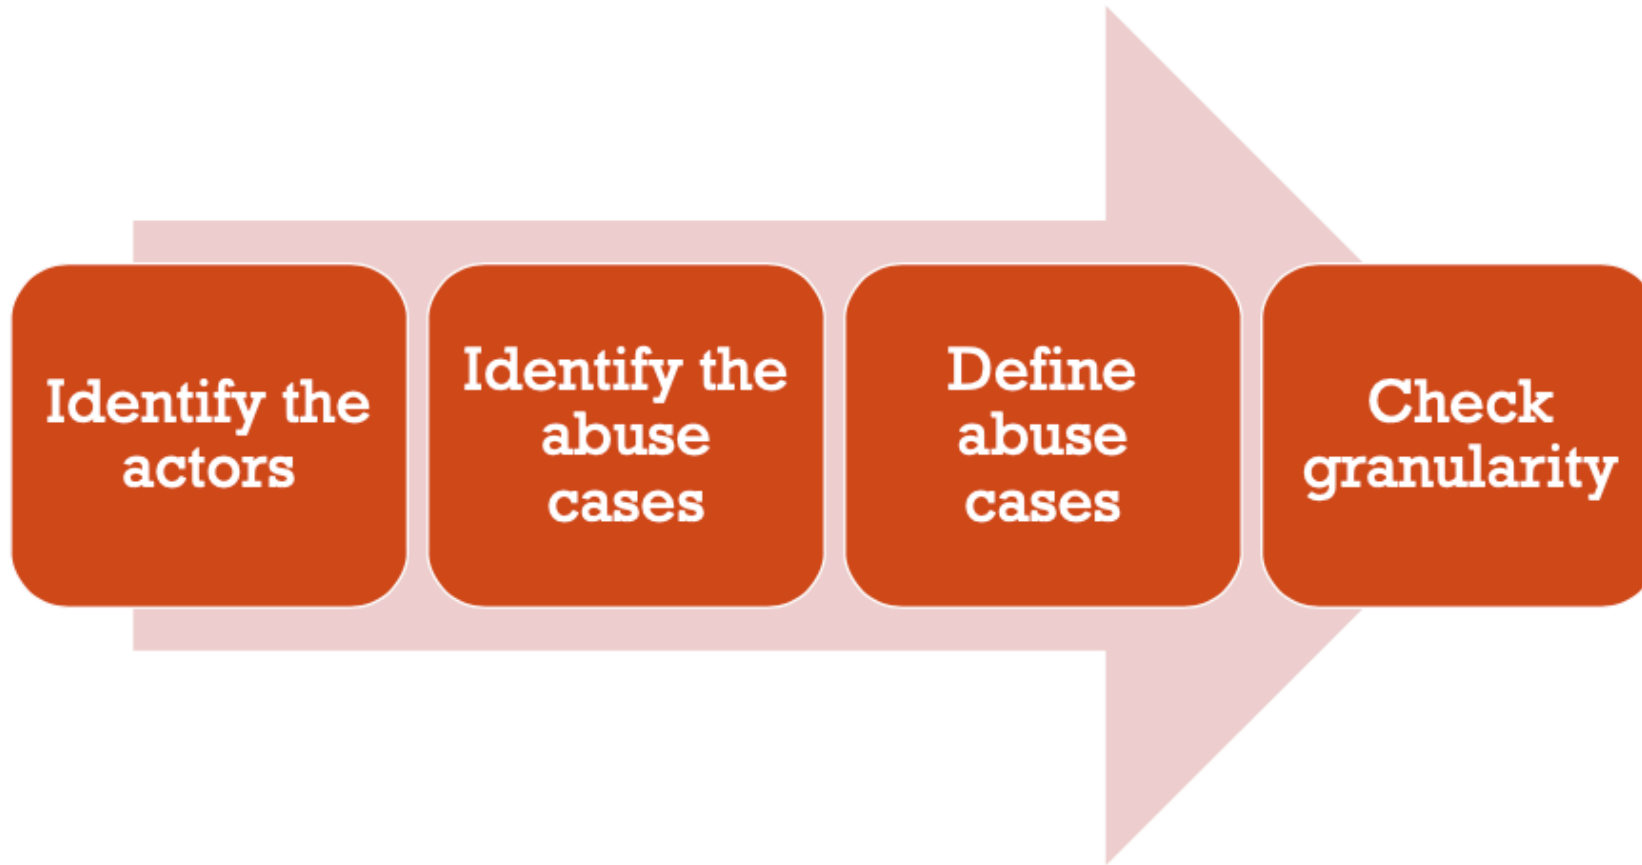 Identify the
actors
Identify the
abuse
cases
Define
abuse
cases
Check
granularity